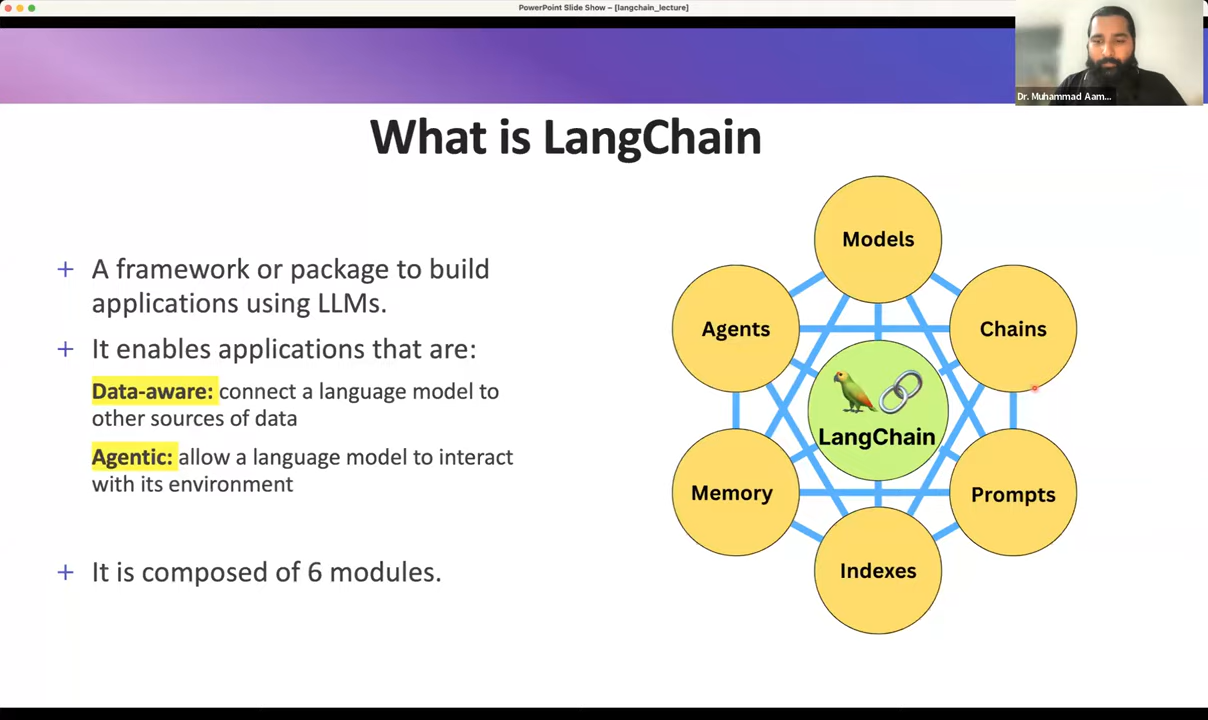 PowerPoint Slide Show – [langchain_lecture]
Dr. Muhammad Aam...
What is LangChain
+ A framework or package to build
applications using LLMs.
+ It enables applications that are:
Data-aware: connect a language model to
other sources of data
Agentic: allow a language model to interact
with its environment
+ It is composed of 6 modules.
Models
Agents
Chains
LangChain
Memory
Prompts
Indexes